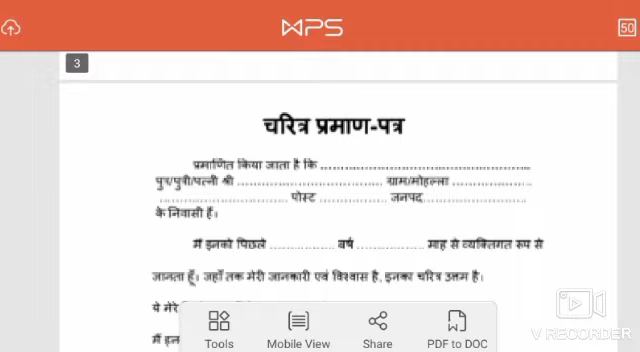 WPS
50
3
चरित्र प्रमाण-पत्र
प्रमाणित किया जाता है कि ........................................................
पुत्र/पुत्री/पत्नी श्री ....................................... ग्राम/मोहल्ला .....................
.................................. पोस्ट .................. जनपद...........................
के निवासी हैं।
मैं इनको पिछले ................. वर्ष .................. माह से व्यक्तिगत रुप से
जानता हूँ। जहाँ तक मेरी जानकारी एवं विश्वास है, इनका चरित्र उत्तम है।
ये मेरे
मैं इन
Tools Mobile View Share PDF to DOC
V RECORDER